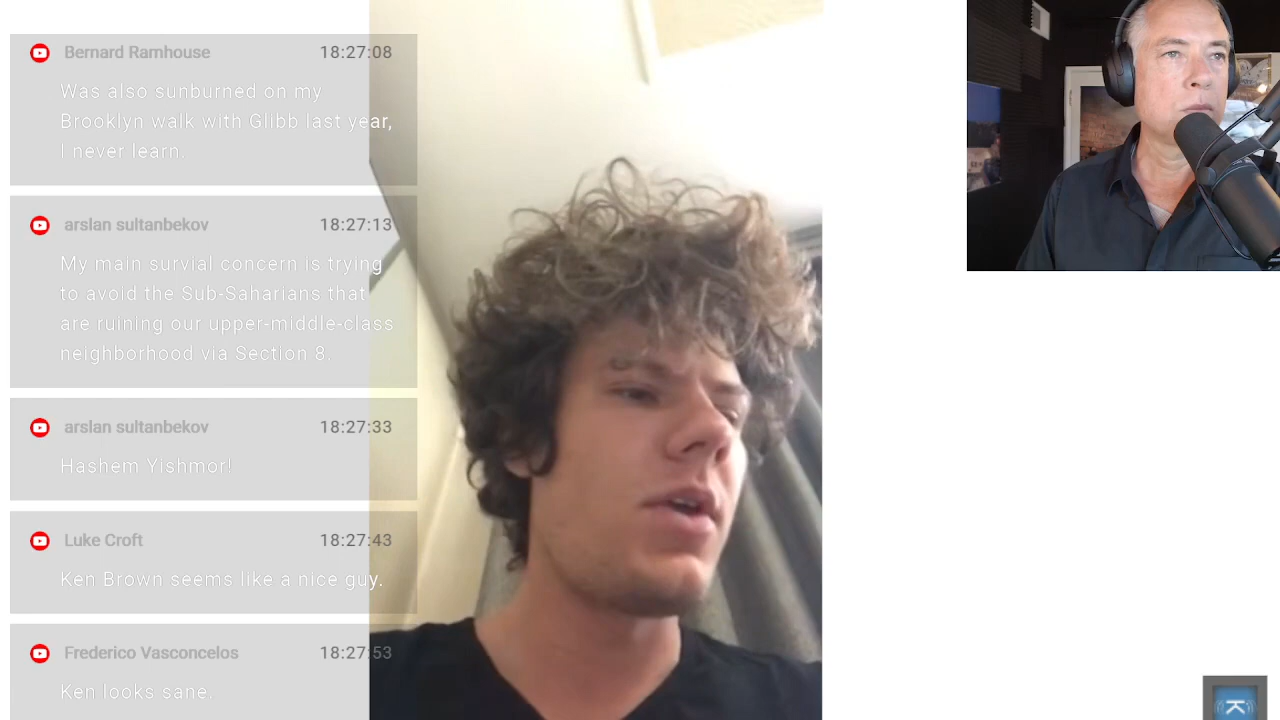 Bernard Ramhouse 18:27:08
Was also sunburned on my
Brooklyn walk with Glibb last year,
I never learn.
arslan sultanbekov 18:27:13
My main survial concern is trying
to avoid the Sub-Saharians that
are ruining our upper-middle-class
neighborhood via Section 8.
arslan sultanbekov 18:27:33
Hashem Yishmor!
Luke Croft 18:27:43
Ken Brown seems like a nice guy.
Frederico Vasconcelos 18:27:53
Ken looks sane.
K